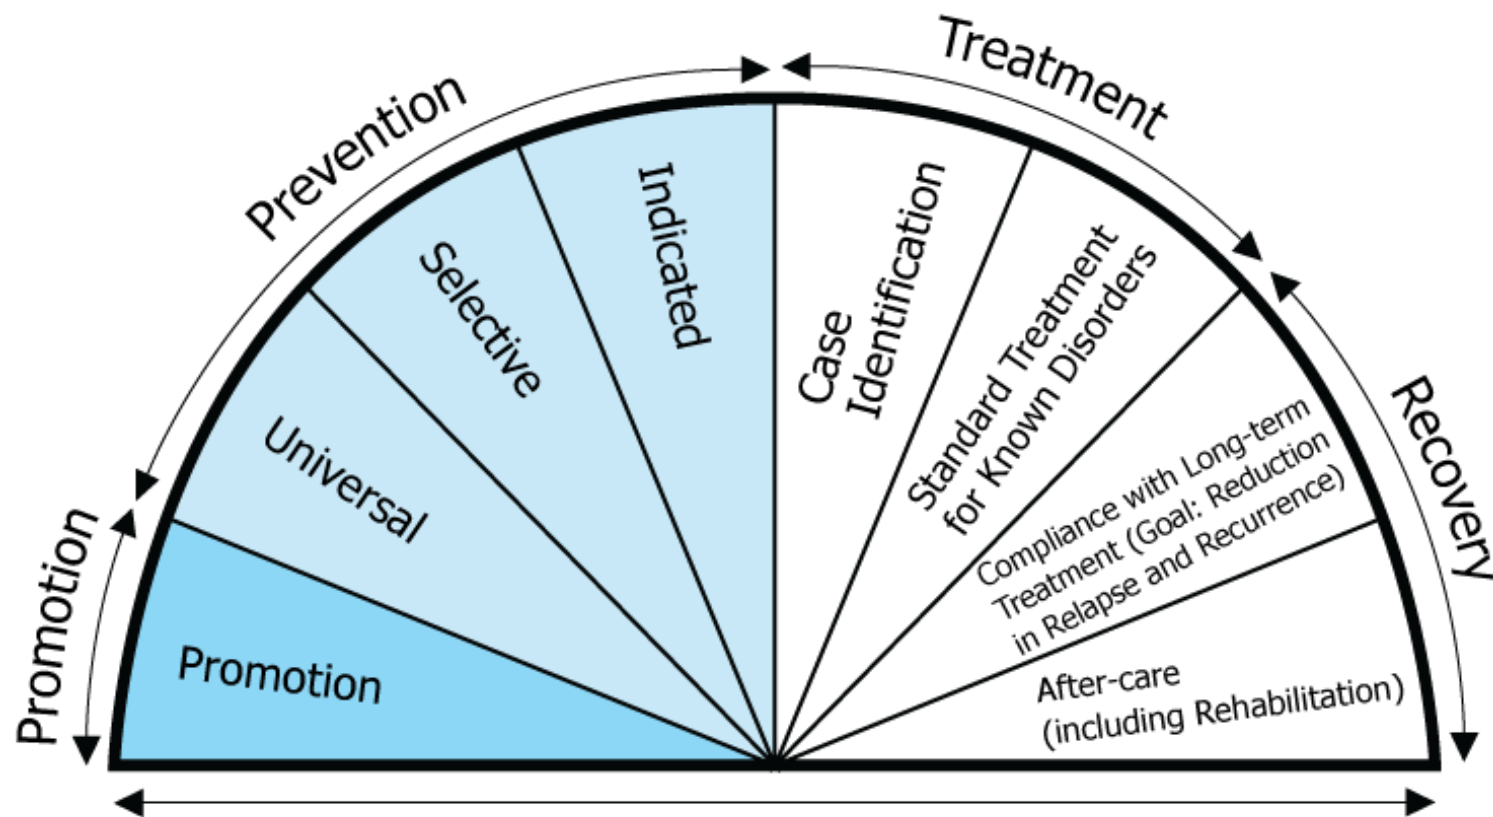 Promotion
Prevention
Treatment
Recovery
Promotion
Universal
Selective
Indicated
Case
Identification
Standard Treatment
for Known Disorders
Compliance with Long-term
Treatment (Goal: Reduction
in Relapse and Recurrence)
After-care
(including Rehabilitation)